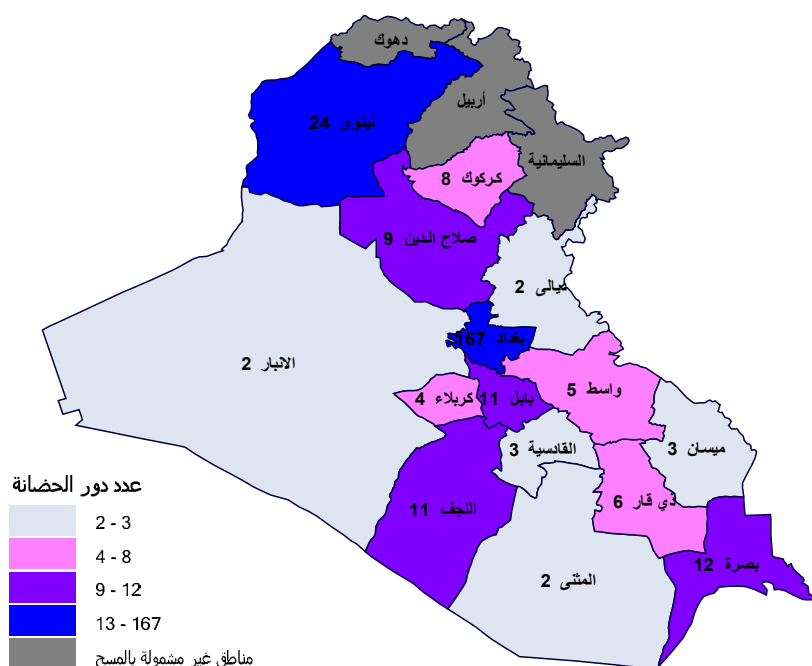 دهوك
أربيل
نينوى 24
السليمانية
كركوك 8
صلاح الدين 9
ديالى 2
بغداد 167
الانبار 2
واسط 5
كربلاء 4
بابل 11
القادسية 3
ميسان 3
النجف 11
ذي قار 6
بصرة 12
المثنى 2
عدد دور الحضانة
2 - 3
4 - 8
9 - 12
13 - 167
مناطق غير مشمولة بالمسح